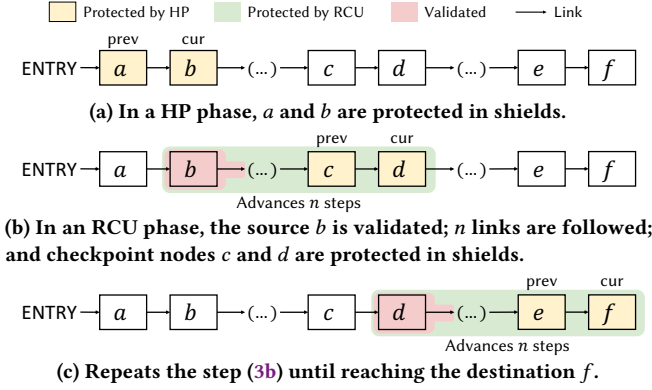 Protected by HP Protected by RCU Validated Link
prev cur
ENTRY a b (...) c d (...) e f
(a) In a HP phase, a and b are protected in shields.
prev cur
ENTRY a b (...) c d (...) e f
Advances n steps
(b) In an RCU phase, the source b is validated; n links are followed;
and checkpoint nodes c and d are protected in shields.
prev cur
ENTRY a b (...) c d (...) e f
Advances n steps
(c) Repeats the step (3b) until reaching the destination f.